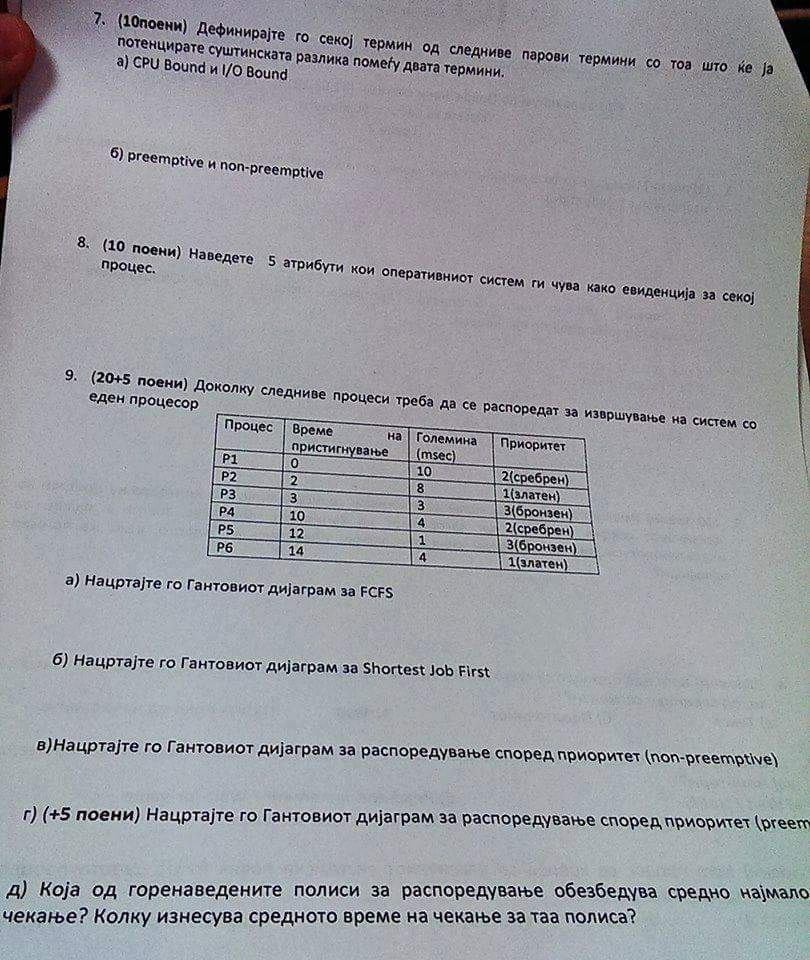 7. (10поени) Дефинирајте го секој термин од следниве парови термини со тоа што ќе ја
потенцирате суштинската разлика помеѓу двата термини.
а) CPU Bound и I/O Bound
б) preemptive и non-preemptive
8. (10 поени) Наведете 5 атрибути кои оперативниот систем ги чува како евиденција за секој
процес.
9. (20+5 поени) Доколку следниве процеси треба да се распоредат за извршување на систем со
еден процесор
Процес Време на пристигнување Големина (msec) Приоритет
P1 0 10 2(сребрен)
P2 2 8 1(златен)
P3 3 3 3(бронзен)
P4 10 4 2(сребрен)
P5 12 1 3(бронзен)
P6 14 4 1(златен)
а) Нацртајте го Гантовиот дијаграм за FCFS
б) Нацртајте го Гантовиот дијаграм за Shortest Job First
в)Нацртајте го Гантовиот дијаграм за распоредување според приоритет (non-preemptive)
г) (+5 поени) Нацртајте го Гантовиот дијаграм за распоредување според приоритет (preem
д) Која од горенаведените полиси за распоредување обезбедува средно најмало
чекање? Колку изнесува средното време на чекање за таа полиса?